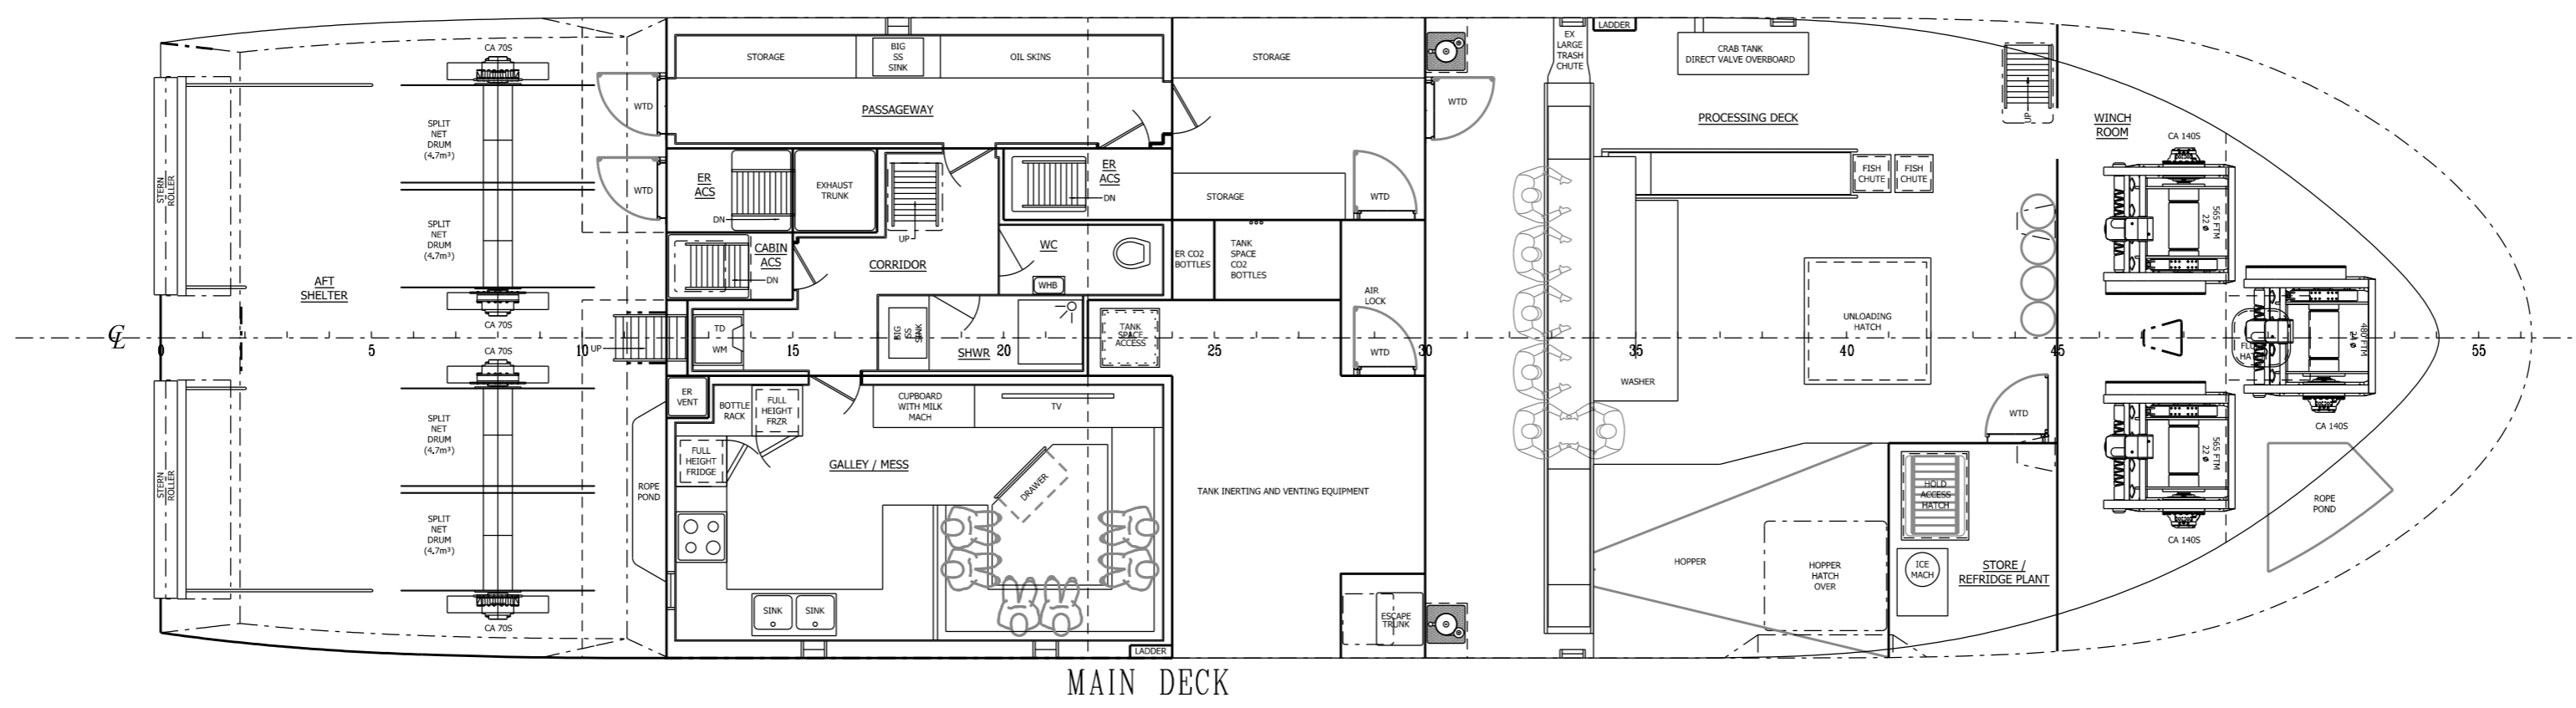 CA 70S
SPLIT
NET
DRUM
(4.7m³)
SPLIT
NET
DRUM
(4.7m³)
CA 70S
STERN
ROLLER
AFT
SHELTER
CA 70S
SPLIT
NET
DRUM
(4.7m³)
SPLIT
NET
DRUM
(4.7m³)
CA 70S
STERN
ROLLER
WTD
WTD
STORAGE
BIG
SS
SINK
OIL SKINS
PASSAGEWAY
ER
ACS
DN
EXHAUST
TRUNK
UP
ER
ACS
DN
CABIN
ACS
DN
CORRIDOR
WC
WHB
UP
TD
WM
BIG
SS
SINK
SHWR
TANK
SPACE
ACCESS
ER
VENT
BOTTLE
RACK
FULL
HEIGHT
FRZR
CUPBOARD
WITH MILK
MACH
TV
FULL
HEIGHT
FRIDGE
GALLEY / MESS
DRAWER
ROPE
POND
SINK
SINK
LADDER
STORAGE
STORAGE
WTD
WTD
ER CO2
BOTTLES
TANK
SPACE
CO2
BOTTLES
AIR
LOCK
WTD
TANK INERTING AND VENTING EQUIPMENT
ESCAPE
TRUNK
EX
LARGE
TRASH
CHUTE
LADDER
CRAB TANK
DIRECT VALVE OVERBOARD
PROCESSING DECK
FISH
CHUTE
FISH
CHUTE
UP
WINCH
ROOM
CA 140S
565 FTM
22 Ø
UNLOADING
HATCH
WASHER
WTD
480 FTM
CA 140S
565 FTM
22 Ø
CA 140S
HOLD
ACCESS
HATCH
ICE
MACH
STORE /
REFRIDGE PLANT
HOPPER
HOPPER
HATCH
OVER
ROPE
POND
℄ 0 5 10 15 20 25 30 35 40 45 55
MAIN DECK